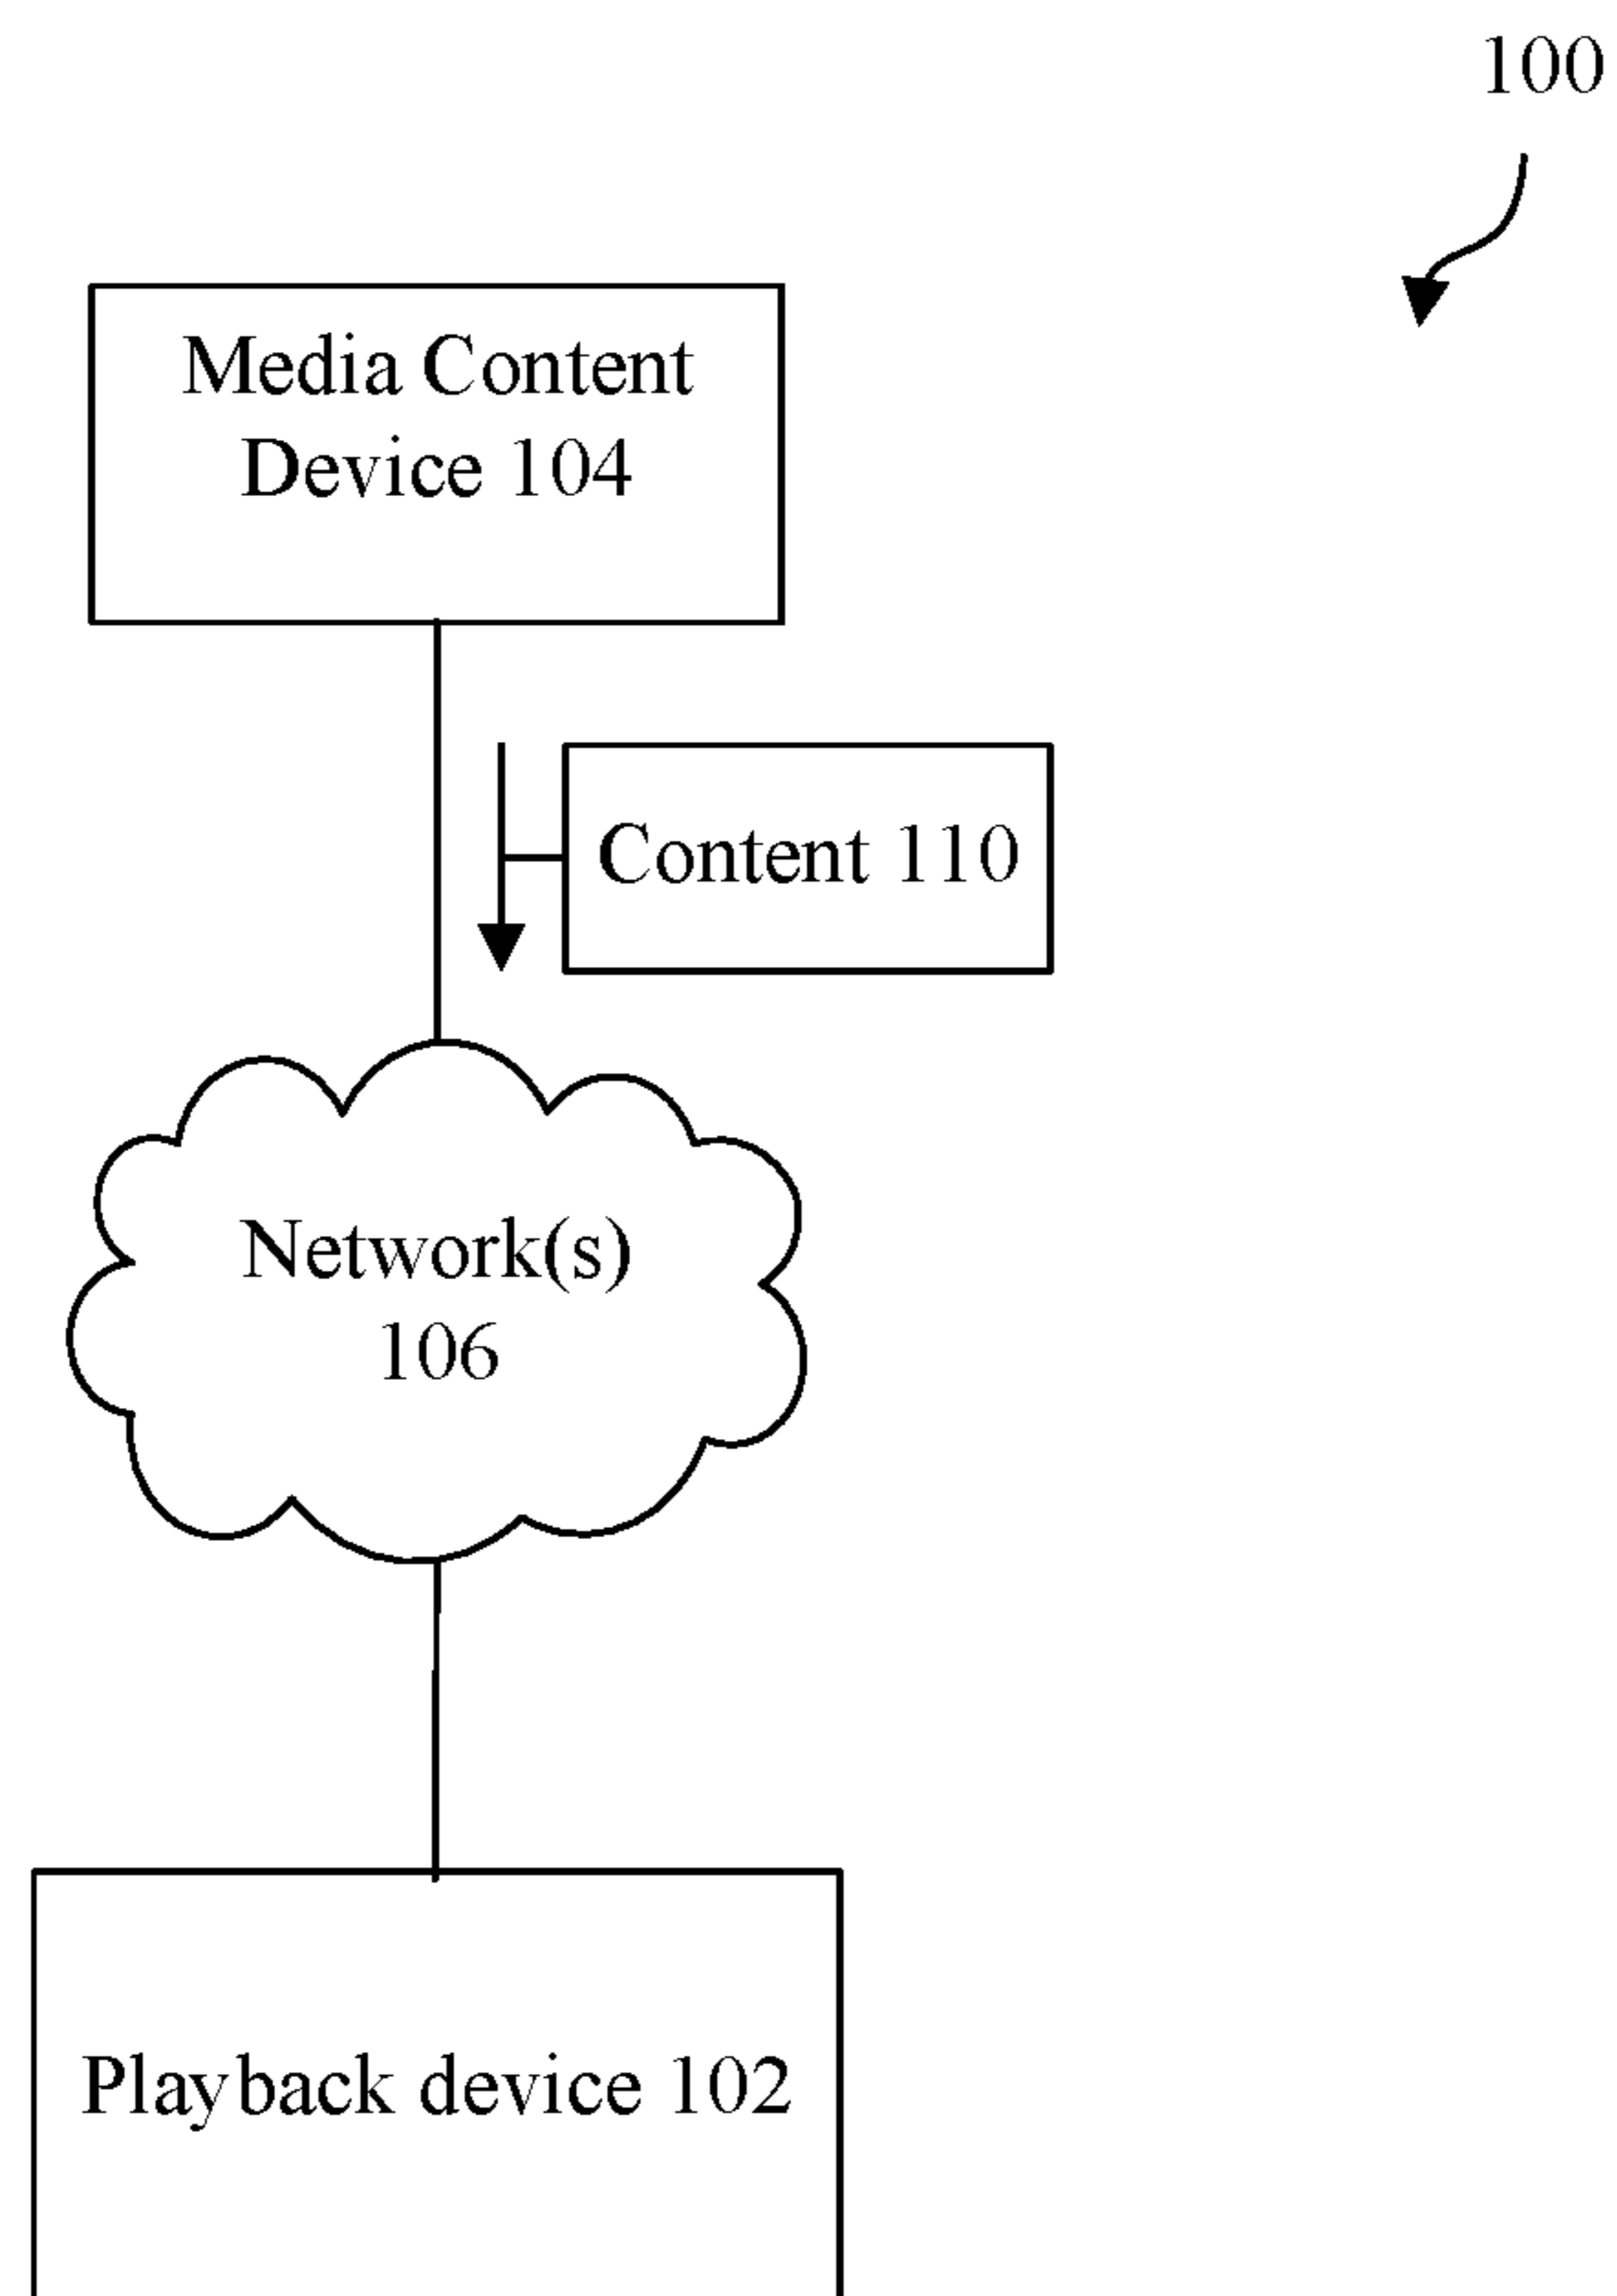 100
Media Content
Device 104
Content 110
Network(s)
106
Playback device 102